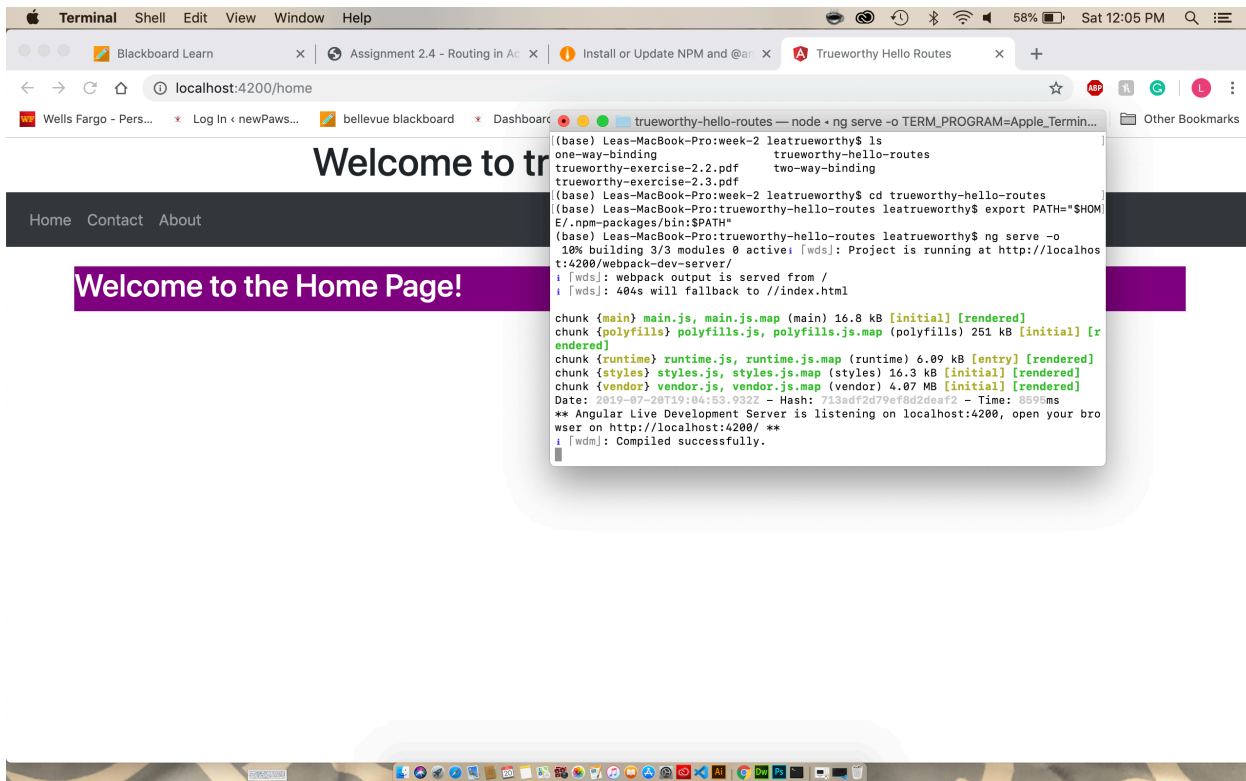 Terminal Shell Edit View Window Help 58% Sat 12:05 PM
Blackboard Learn Assignment 2.4 - Routing in Ac Install or Update NPM and @an Trueworthy Hello Routes
localhost:4200/home ABP L
WF Wells Fargo - Pers... Log In ‹ newPaws... bellevue blackboard Dashboard Other Bookmarks
trueworthy-hello-routes — node ◂ ng serve -o TERM_PROGRAM=Apple_Termin...
Welcome to tr
Home Contact About
Welcome to the Home Page!
[(base) Leas-MacBook-Pro:week-2 leatrueworthy$ ls ]
one-way-binding trueworthy-hello-routes
trueworthy-exercise-2.2.pdf two-way-binding
trueworthy-exercise-2.3.pdf
[(base) Leas-MacBook-Pro:week-2 leatrueworthy$ cd trueworthy-hello-routes ]
[(base) Leas-MacBook-Pro:trueworthy-hello-routes leatrueworthy$ export PATH="$HOM]
E/.npm-packages/bin:$PATH"
(base) Leas-MacBook-Pro:trueworthy-hello-routes leatrueworthy$ ng serve -o
10% building 3/3 modules 0 activei ｢wds｣: Project is running at http://localhos
t:4200/webpack-dev-server/
i ｢wds｣: webpack output is served from /
i ｢wds｣: 404s will fallback to //index.html
chunk {main} main.js, main.js.map (main) 16.8 kB [initial] [rendered]
chunk {polyfills} polyfills.js, polyfills.js.map (polyfills) 251 kB [initial] [r
endered]
chunk {runtime} runtime.js, runtime.js.map (runtime) 6.09 kB [entry] [rendered]
chunk {styles} styles.js, styles.js.map (styles) 16.3 kB [initial] [rendered]
chunk {vendor} vendor.js, vendor.js.map (vendor) 4.07 MB [initial] [rendered]
Date: 2019-07-20T19:04:53.932Z - Hash: 713adf2d79ef8d2deaf2 - Time: 8595ms
** Angular Live Development Server is listening on localhost:4200, open your bro
wser on http://localhost:4200/ **
i ｢wdm｣: Compiled successfully.
20 Ai Dw Ps